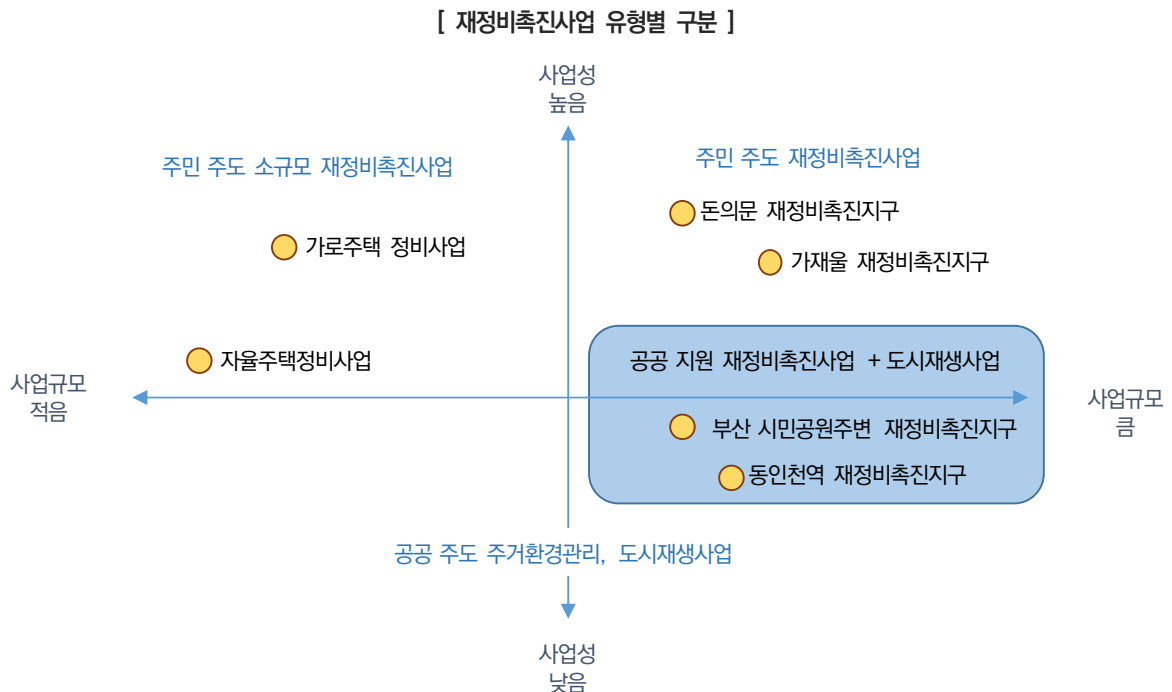 [ 재정비촉진사업 유형별 구분 ]
사업성
높음
주민 주도 소규모 재정비촉진사업
주민 주도 재정비촉진사업
돈의문 재정비촉진지구
가로주택 정비사업
가재울 재정비촉진지구
자율주택정비사업
공공 지원 재정비촉진사업 + 도시재생사업
사업규모
적음
사업규모
큼
부산 시민공원주변 재정비촉진지구
동인천역 재정비촉진지구
공공 주도 주거환경관리, 도시재생사업
사업성
낮음